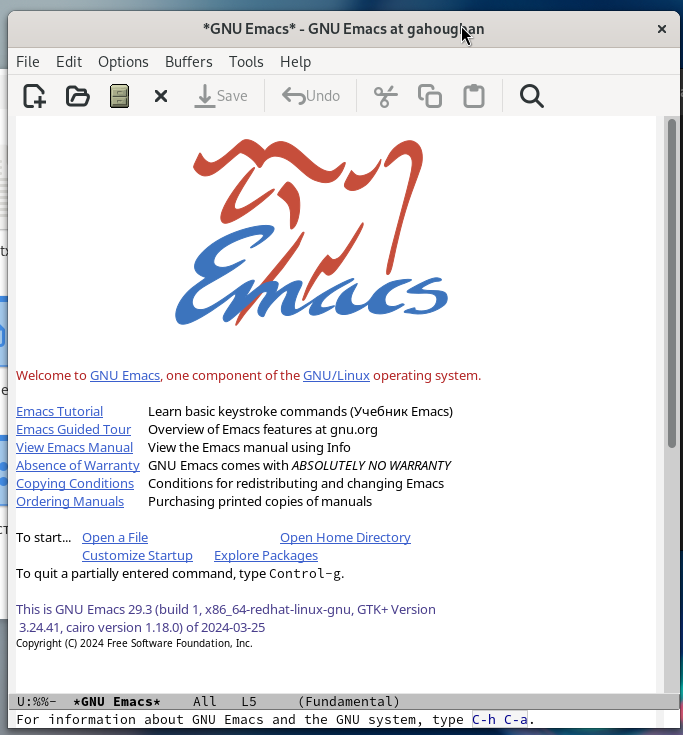 *GNU Emacs* - GNU Emacs at gahoughan
File Edit Options Buffers Tools Help
Save Undo
Emacs
Welcome to GNU Emacs, one component of the GNU/Linux operating system.
Emacs Tutorial Learn basic keystroke commands (Учебник Emacs)
Emacs Guided Tour Overview of Emacs features at gnu.org
View Emacs Manual View the Emacs manual using Info
Absence of Warranty GNU Emacs comes with ABSOLUTELY NO WARRANTY
Copying Conditions Conditions for redistributing and changing Emacs
Ordering Manuals Purchasing printed copies of manuals
To start... Open a File Open Home Directory
Customize Startup Explore Packages
To quit a partially entered command, type Control-g.
This is GNU Emacs 29.3 (build 1, x86_64-redhat-linux-gnu, GTK+ Version
3.24.41, cairo version 1.18.0) of 2024-03-25
Copyright (C) 2024 Free Software Foundation, Inc.
U:%%- *GNU Emacs* All L5 (Fundamental)
For information about GNU Emacs and the GNU system, type C-h C-a.